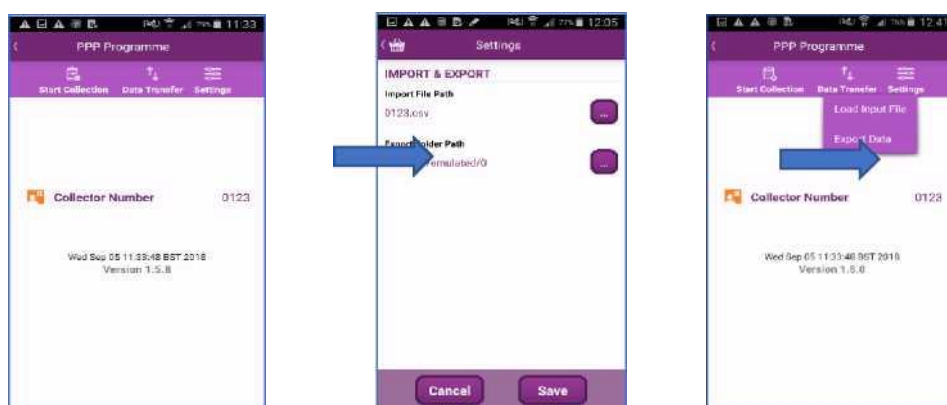 11:33
PPP Programme
Start Collection Data Transfer Settings
Collector Number 0123
Wed Sep 05 11:33:48 BST 2018
Version 1.5.8
77% 12:05
Settings
IMPORT & EXPORT
Import File Path
0123.csv
...
Export Folder Path
emulated/0
...
Cancel Save
12:41
PPP Programme
Start Collection Data Transfer Settings
Load Input File
Export Data
Collector Number 0123
Wed Sep 05 11:33:48 BST 2018
Version 1.5.8